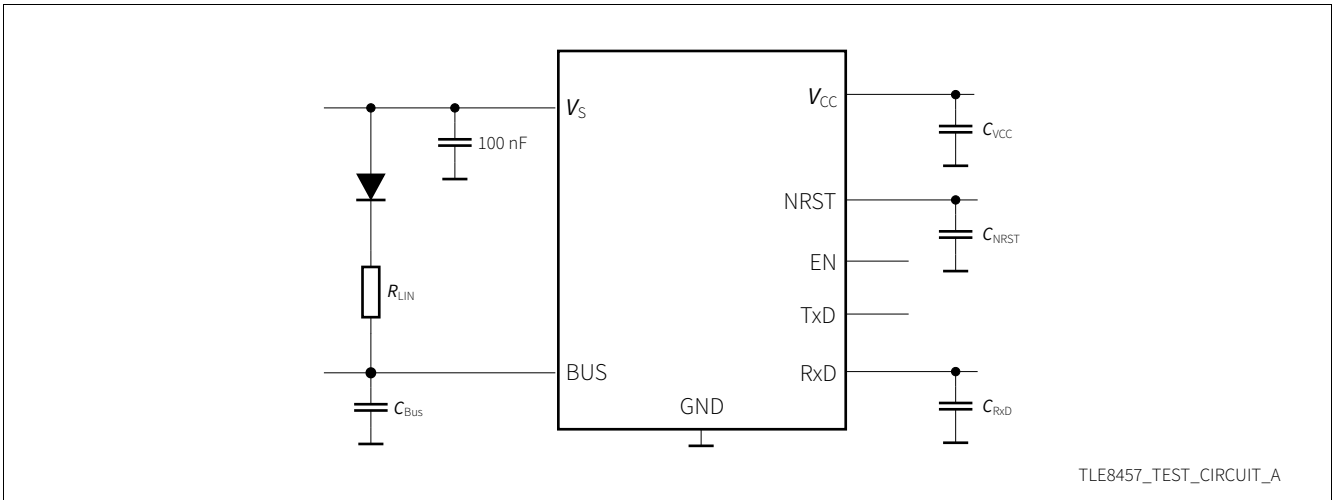 VS
VCC
100 nF
CVCC
NRST
CNRST
EN
RLIN
TxD
BUS
RxD
GND
CBus
CRxD
TLE8457_TEST_CIRCUIT_A